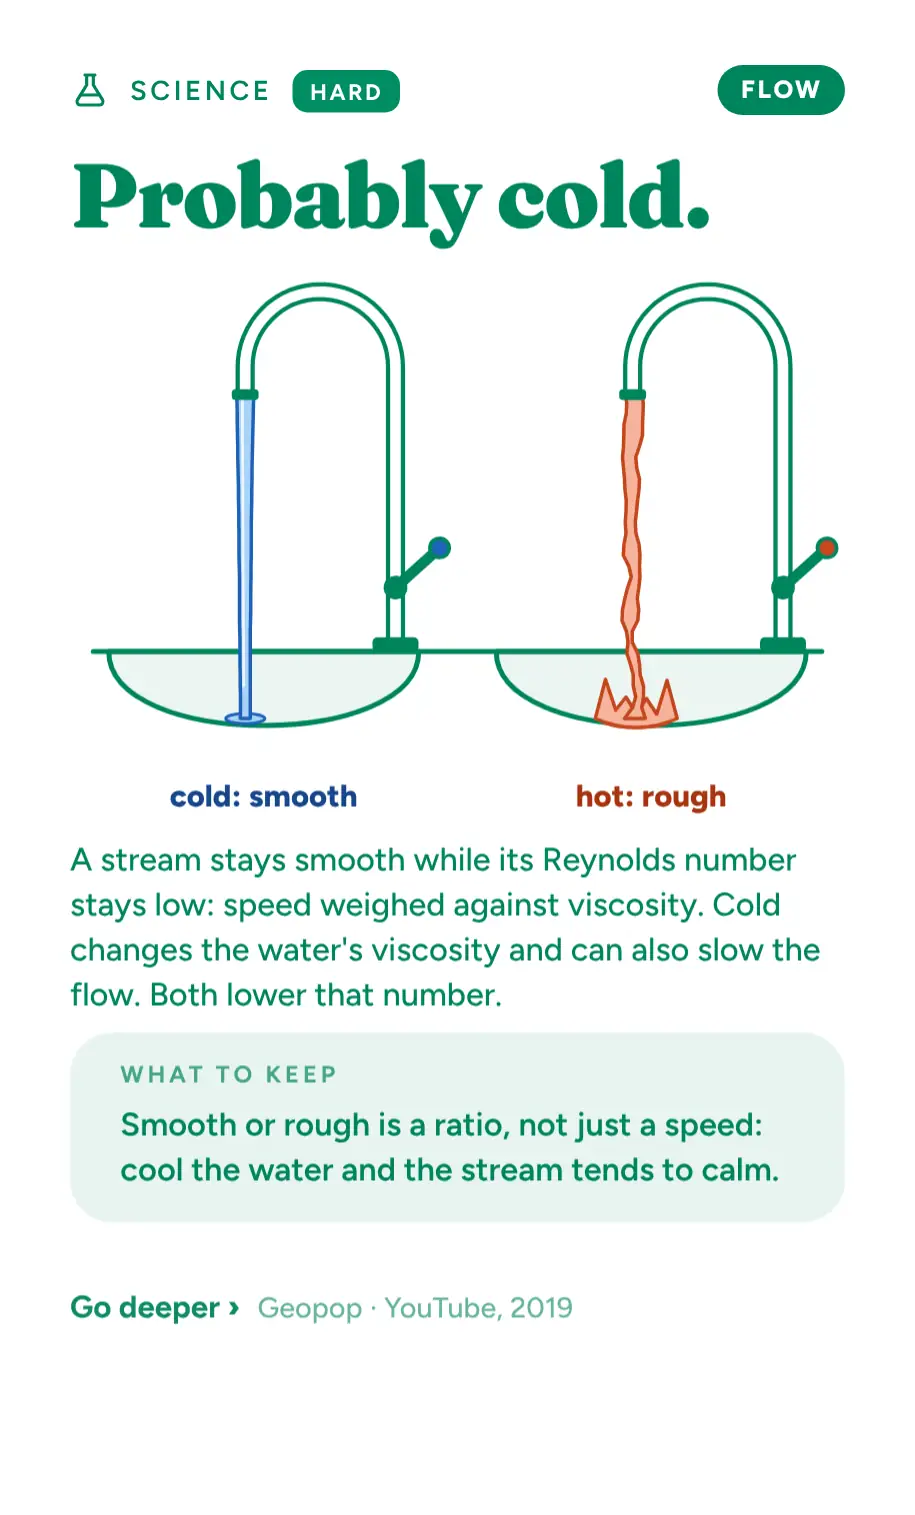 SCIENCE HARD FLOW
Probably cold.
cold: smooth hot: rough
A stream stays smooth while its Reynolds number
stays low: speed weighed against viscosity. Cold
changes the water's viscosity and can also slow the
flow. Both lower that number.
WHAT TO KEEP
Smooth or rough is a ratio, not just a speed:
cool the water and the stream tends to calm.
Go deeper › Geopop · YouTube, 2019